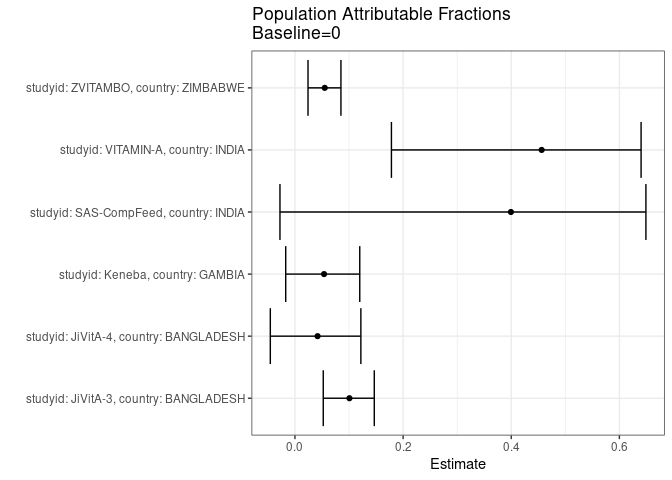 Population Attributable Fractions
Baseline=0
studyid: ZVITAMBO, country: ZIMBABWE
studyid: VITAMIN-A, country: INDIA
studyid: SAS-CompFeed, country: INDIA
studyid: Keneba, country: GAMBIA
studyid: JiVitA-4, country: BANGLADESH
studyid: JiVitA-3, country: BANGLADESH
0.0 0.2 0.4 0.6
Estimate